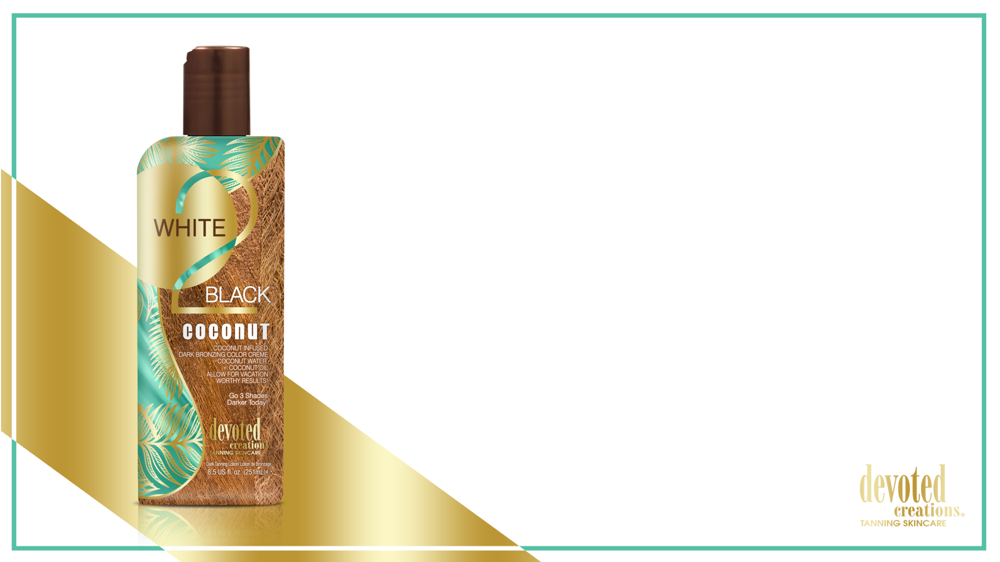 2
WHITE
BLACK™
COCONUT
COCONUT INFUSED
DARK BRONZING COLOR CREME
COCONUT WATER
+ COCONUT OIL
ALLOW FOR VACATION
WORTHY RESULTS!
Go 3 Shades
Darker Today!
devoted
creations
TANNING SKINCARE
Dark Tanning Lotion/ Lotion de Bronzage
8.5 US fl. oz. (251mL)℮
devoted
creations®
TANNING SKINCARE